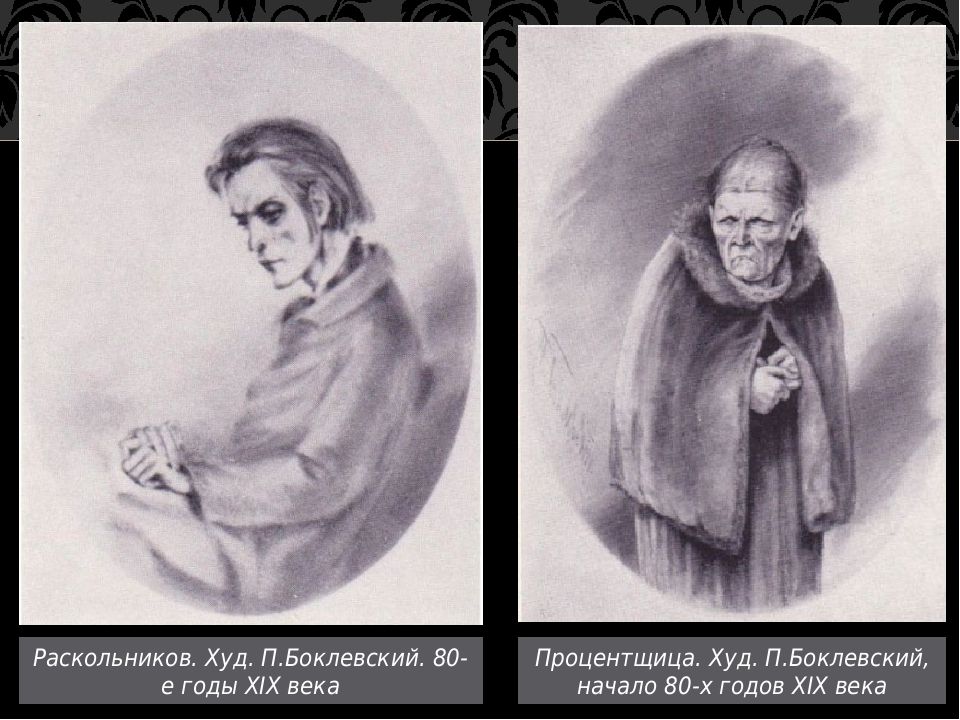 Раскольников. Худ. П.Боклевский. 80-
е годы XIX века
Процентщица. Худ. П.Боклевский,
начало 80-х годов XIX века